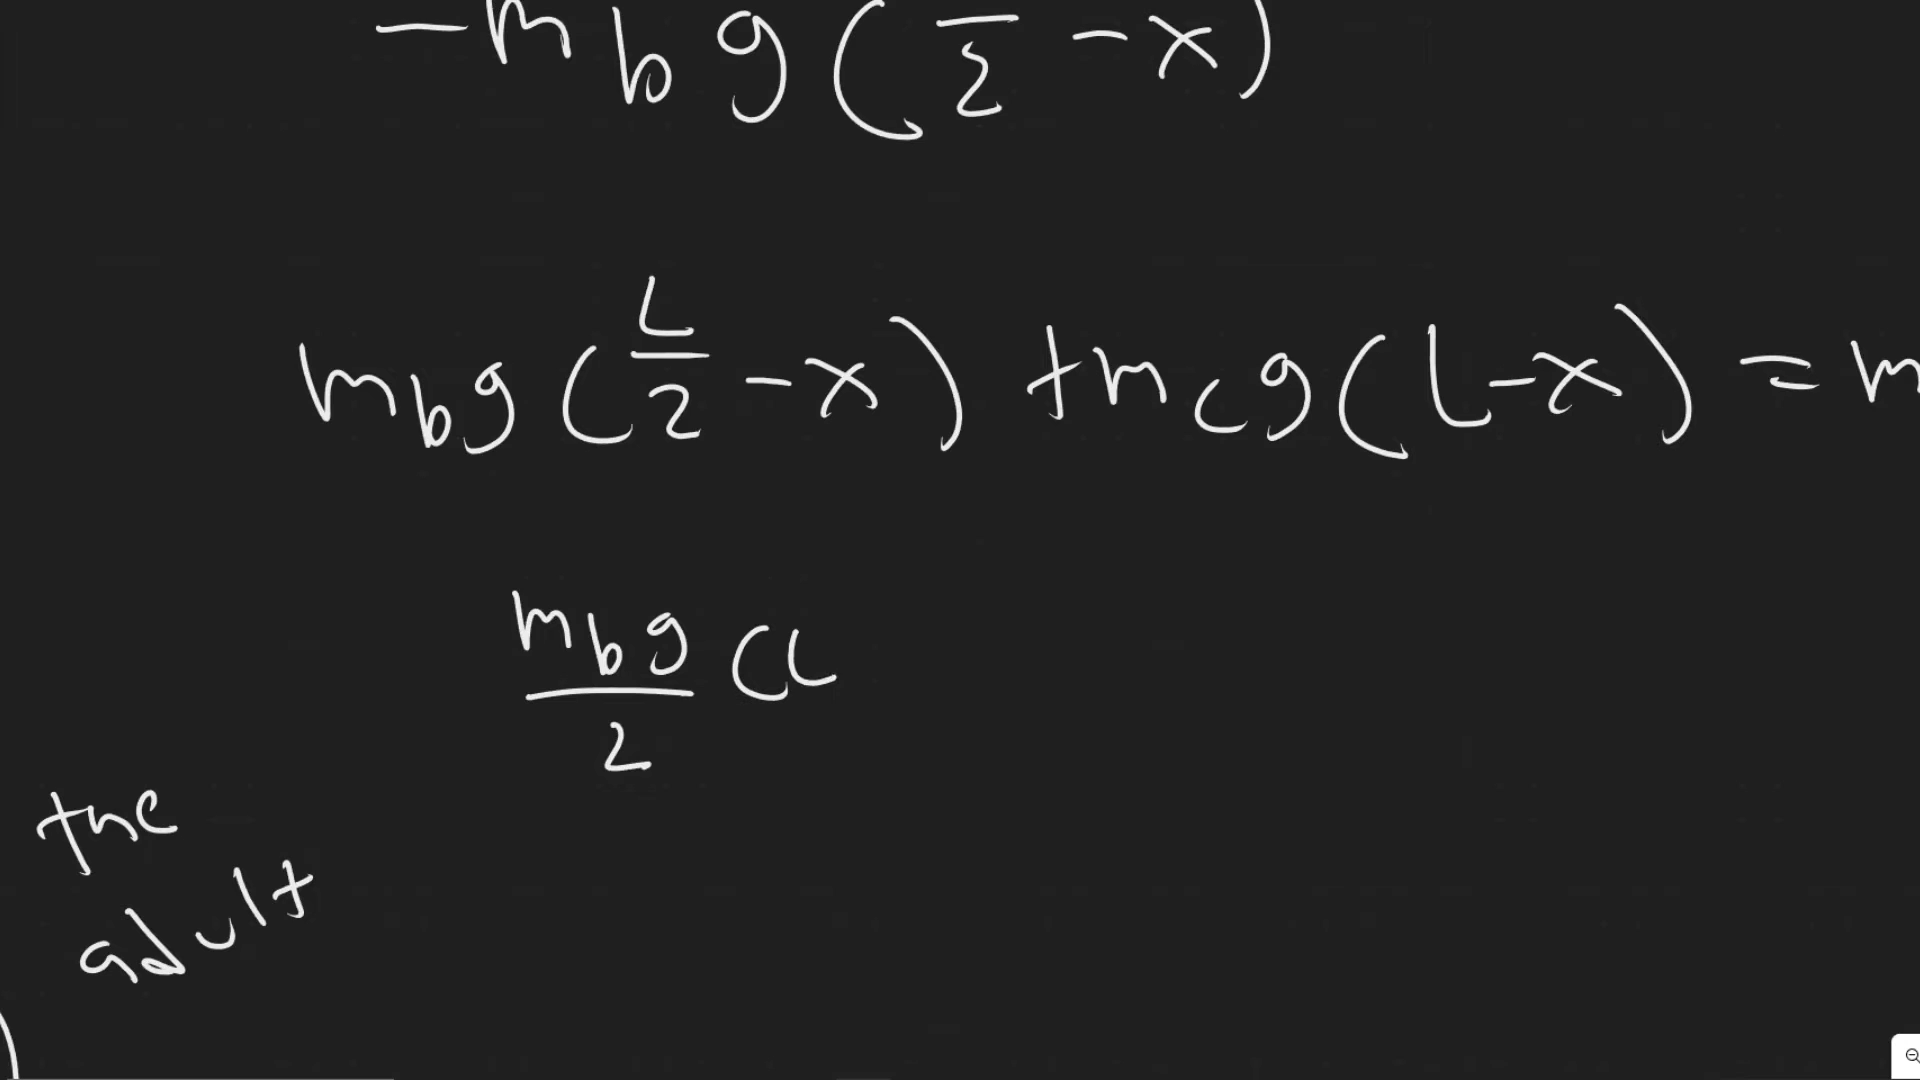 -m_b g(—/2 -x)
m_b g(L/2 -x) +m_c g(L-x) = m
m_b g/2 (L
the
adult